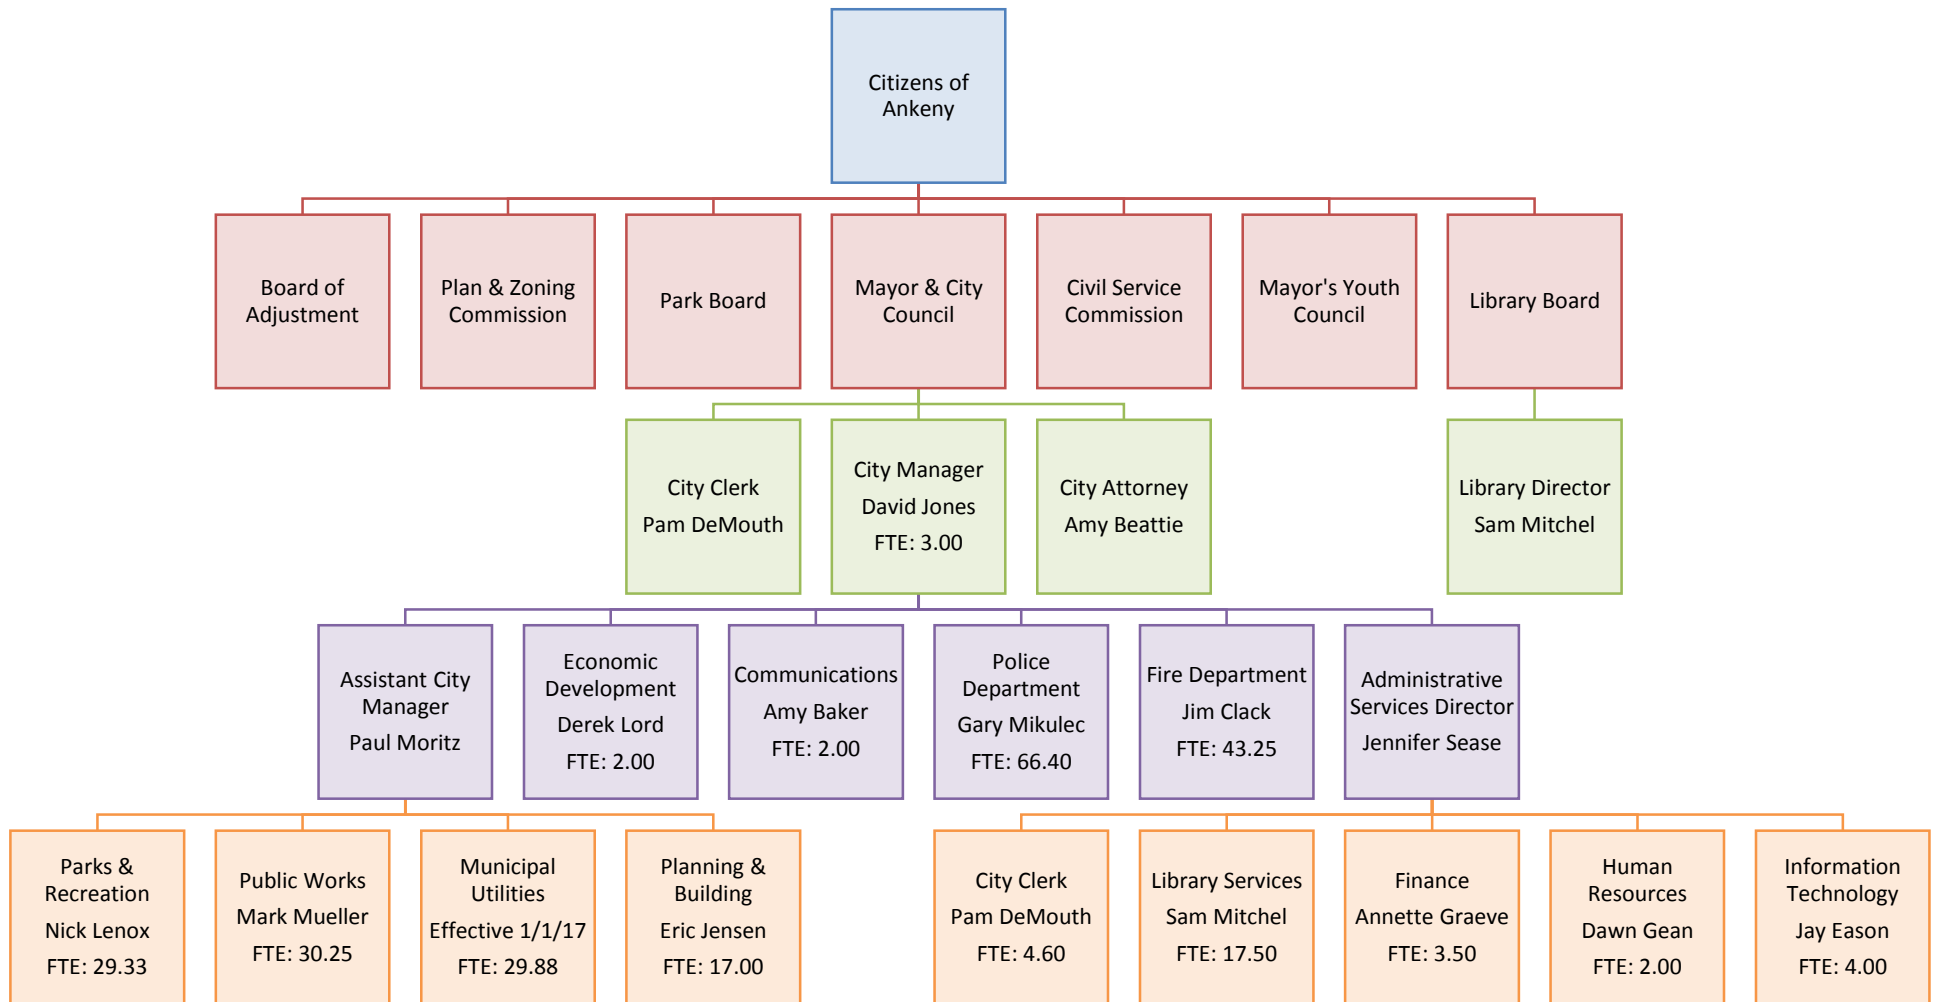 Citizens of
Ankeny
Board of
Adjustment
Plan & Zoning
Commission
Park Board
Mayor & City
Council
Civil Service
Commission
Mayor's Youth
Council
Library Board
City Clerk
Pam DeMouth
City Manager
David Jones
FTE: 3.00
City Attorney
Amy Beattie
Library Director
Sam Mitchel
Assistant City
Manager
Paul Moritz
Economic
Development
Derek Lord
FTE: 2.00
Communications
Amy Baker
FTE: 2.00
Police
Department
Gary Mikulec
FTE: 66.40
Fire Department
Jim Clack
FTE: 43.25
Administrative
Services Director
Jennifer Sease
Parks &
Recreation
Nick Lenox
FTE: 29.33
Public Works
Mark Mueller
FTE: 30.25
Municipal
Utilities
Effective 1/1/17
FTE: 29.88
Planning &
Building
Eric Jensen
FTE: 17.00
City Clerk
Pam DeMouth
FTE: 4.60
Library Services
Sam Mitchel
FTE: 17.50
Finance
Annette Graeve
FTE: 3.50
Human
Resources
Dawn Gean
FTE: 2.00
Information
Technology
Jay Eason
FTE: 4.00